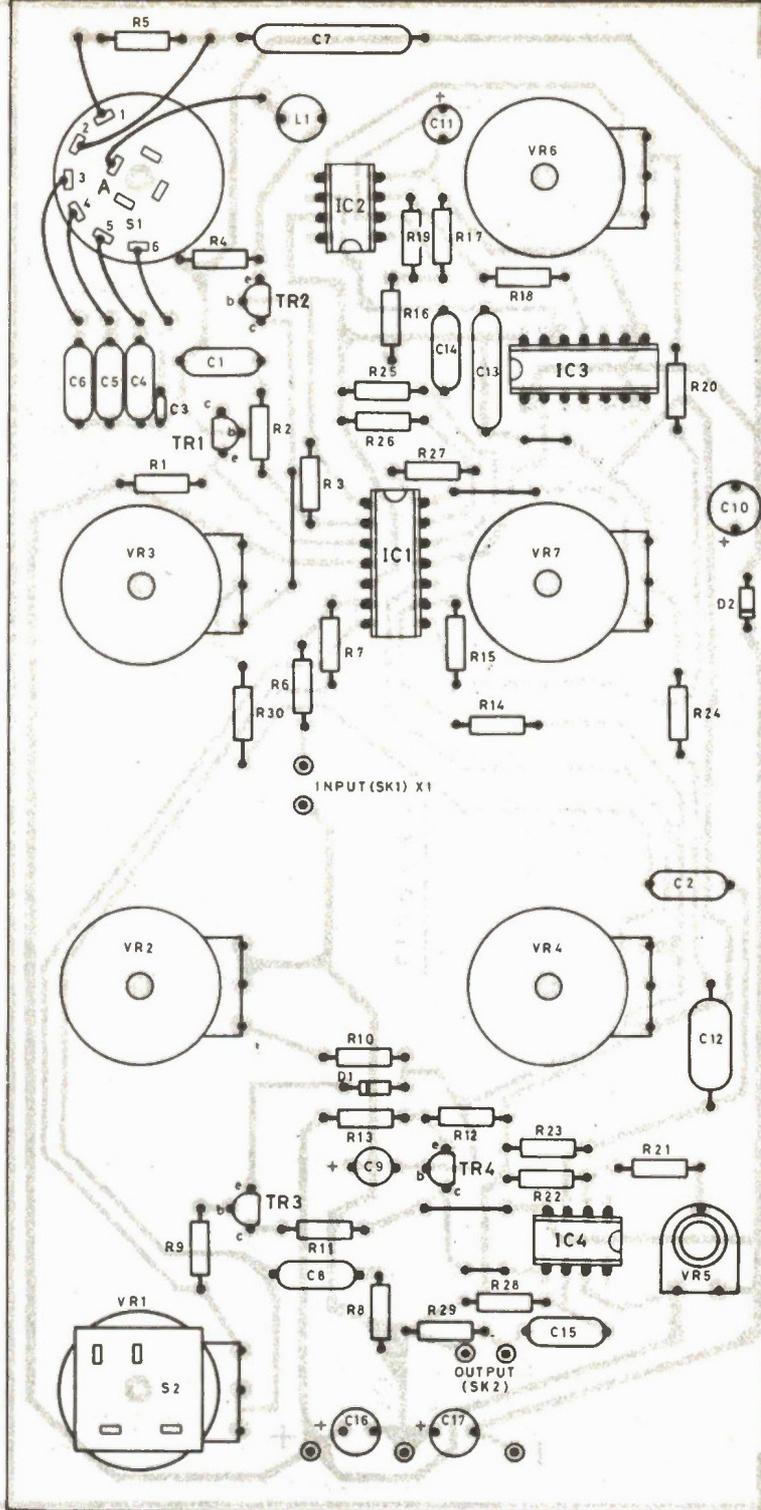 R5
C7
1
2
L1
+
C11
VR6
3
A
4
S1
5
6
IC2
R19
R17
R4
e
b
TR2
c
R18
R16
C14
C13
C1
IC3
C6
C5
C4
C3
R25
R20
R26
c
TR1
b
e
R2
R27
R1
R3
C10
+
VR3
IC1
VR7
D2
R7
R15
R6
R30
R14
R24
INPUT(SK1) X1
C2
VR2
VR4
C12
R10
D1
R13
R12
R23
+
C9
e
b
TR4
c
R21
R22
e
TR3
b
c
R9
R11
IC4
C8
VR5
VR1
R8
R28
R29
C15
S2
OUTPUT
(SK2)
+
C16
+
C17